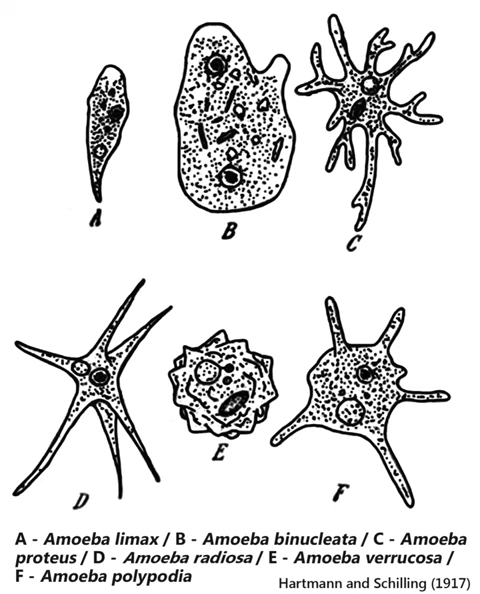 A
B
C
D
E
F
A - Amoeba limax / B - Amoeba binucleata / C - Amoeba
proteus / D - Amoeba radiosa / E - Amoeba verrucosa /
F - Amoeba polypodia
Hartmann and Schilling (1917)